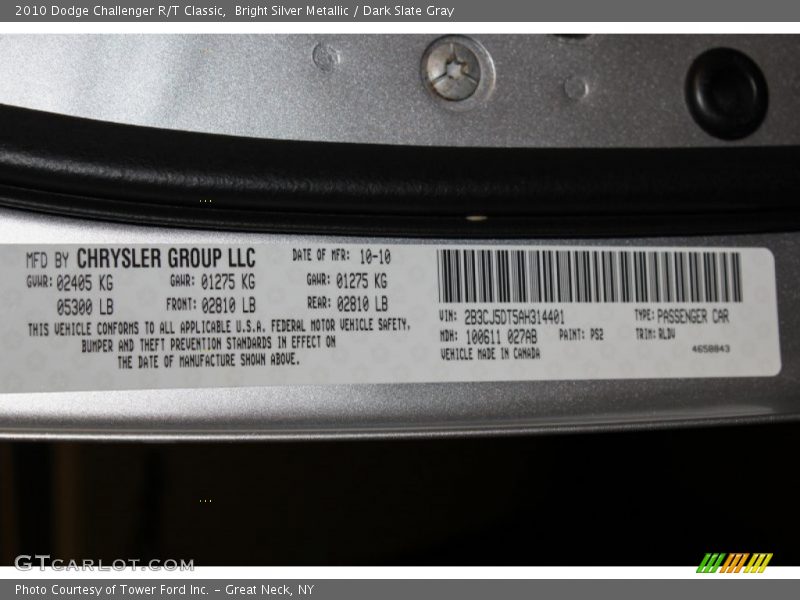 2010 Dodge Challenger R/T Classic, Bright Silver Metallic / Dark Slate Gray
MFD BY CHRYSLER GROUP LLC DATE OF MFR: 10-10
GVWR: 02405 KG GAWR: 01275 KG GAWR: 01275 KG
05300 LB FRONT: 02810 LB REAR: 02810 LB
THIS VEHICLE CONFORMS TO ALL APPLICABLE U.S.A. FEDERAL MOTOR VEHICLE SAFETY,
BUMPER AND THEFT PREVENTION STANDARDS IN EFFECT ON
THE DATE OF MANUFACTURE SHOWN ABOVE.
VIN: 2B3CJ5DT5AH314401 TYPE: PASSENGER CAR
MDH: 100611 027AB PAINT: PS2 TRIM: RLDV
VEHICLE MADE IN CANADA 4658843
GTCARLOT.COM
Photo Courtesy of Tower Ford Inc. - Great Neck, NY